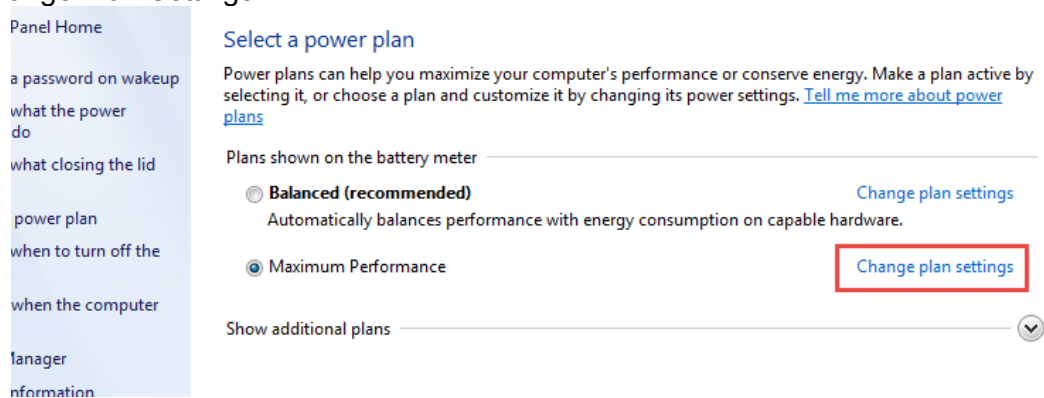 Panel Home
a password on wakeup
what the power
do
what closing the lid
power plan
when to turn off the
when the computer
Manager
nformation
Select a power plan
Power plans can help you maximize your computer's performance or conserve energy. Make a plan active by
selecting it, or choose a plan and customize it by changing its power settings. Tell me more about power
plans
Plans shown on the battery meter
Balanced (recommended) Change plan settings
Automatically balances performance with energy consumption on capable hardware.
Maximum Performance Change plan settings
Show additional plans